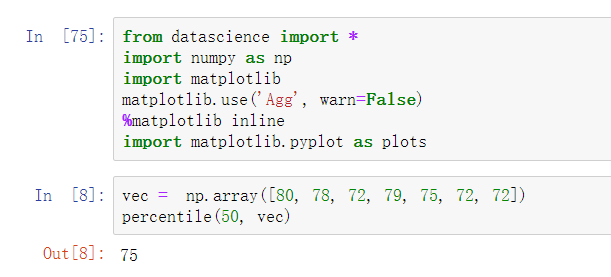 In [75]:
from datascience import *
import numpy as np
import matplotlib
matplotlib.use('Agg', warn=False)
%matplotlib inline
import matplotlib.pyplot as plots
In [8]:
vec =  np.array([80, 78, 72, 79, 75, 72, 72])
percentile(50, vec)
Out[8]: 75